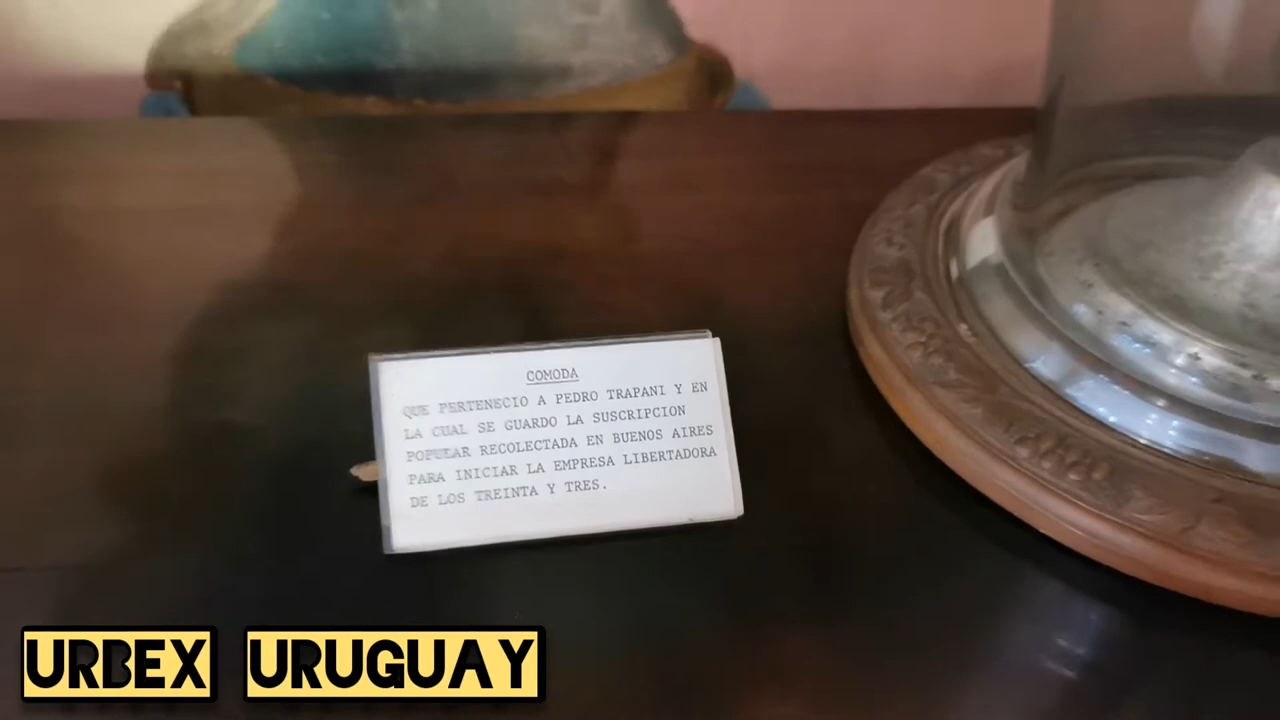 COMODA
QUE PERTENECIO A PEDRO TRAPANI Y EN
LA CUAL SE GUARDO LA SUSCRIPCION
POPULAR RECOLECTADA EN BUENOS AIRES
PARA INICIAR LA EMPRESA LIBERTADORA
DE LOS TREINTA Y TRES.
URBEX URUGUAY